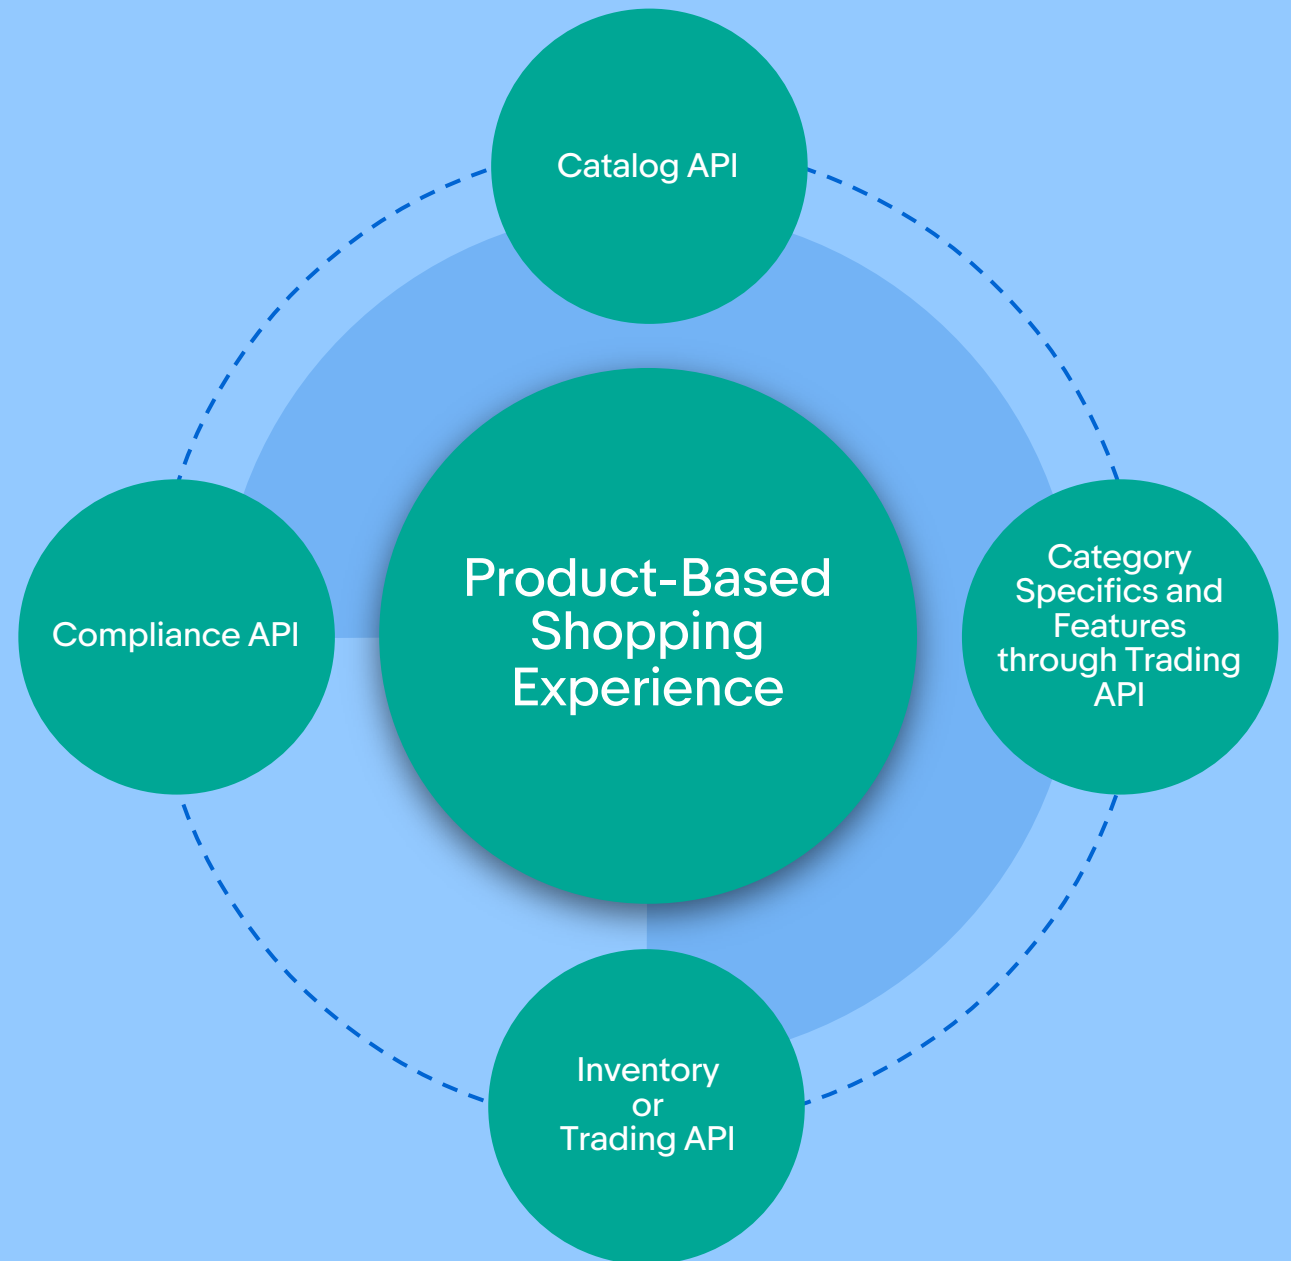 Catalog API
Compliance API
Product-Based
Shopping
Experience
Category
Specifics and
Features
through Trading
API
Inventory
or
Trading API